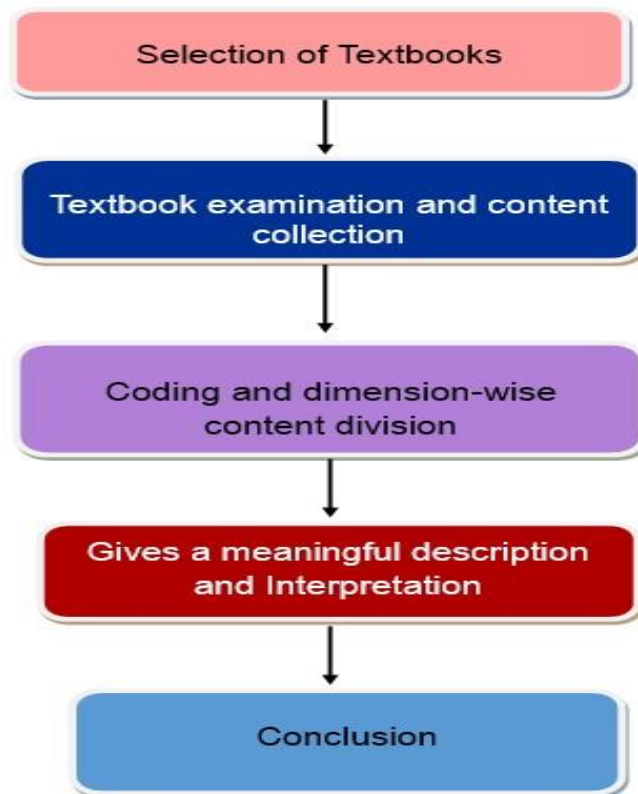 Selection of Textbooks
Textbook examination and content
collection
Coding and dimension-wise
content division
Gives a meaningful description
and Interpretation
Conclusion